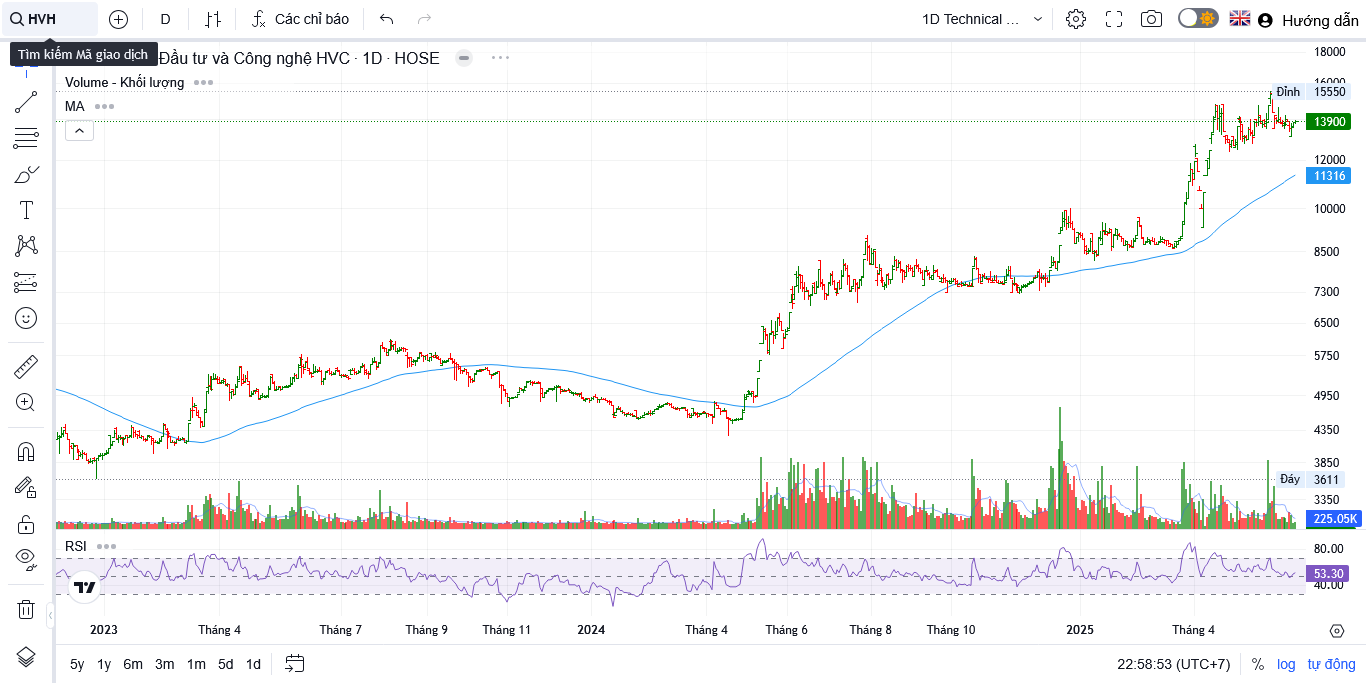 HVH
D
Các chỉ báo
1D Technical ...
Hướng dẫn
Tìm kiếm Mã giao dịch
Đầu tư và Công nghệ HVC · 1D · HOSE
Volume - Khối lượng
MA
18000
16000
Đỉnh 15550
13900
12000
11316
10000
8500
7300
6500
5750
4950
4350
3850
Đáy 3611
3350
225.05K
RSI
80.00
53.30
40.00
2023 Tháng 4 Tháng 7 Tháng 9 Tháng 11 2024 Tháng 4 Tháng 6 Tháng 8 Tháng 10 2025 Tháng 4
5y 1y 6m 3m 1m 5d 1d
22:58:53 (UTC+7) % log tự động